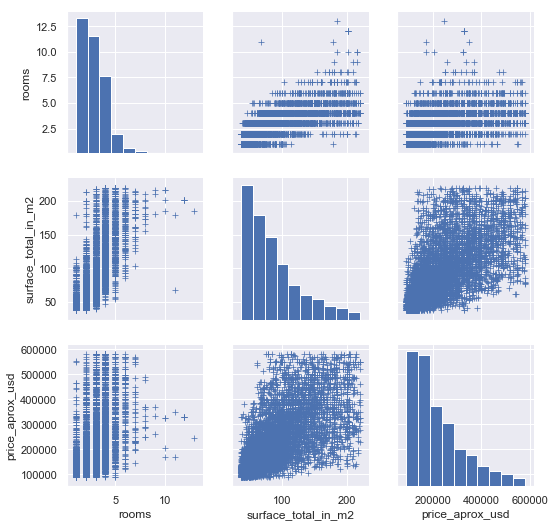 12.5
10.0
7.5
5.0
2.5
rooms
200
150
100
50
surface_total_in_m2
600000
500000
400000
300000
200000
100000
price_aprox_usd
5 10
rooms
100 200
surface_total_in_m2
200000 400000 600000
price_aprox_usd